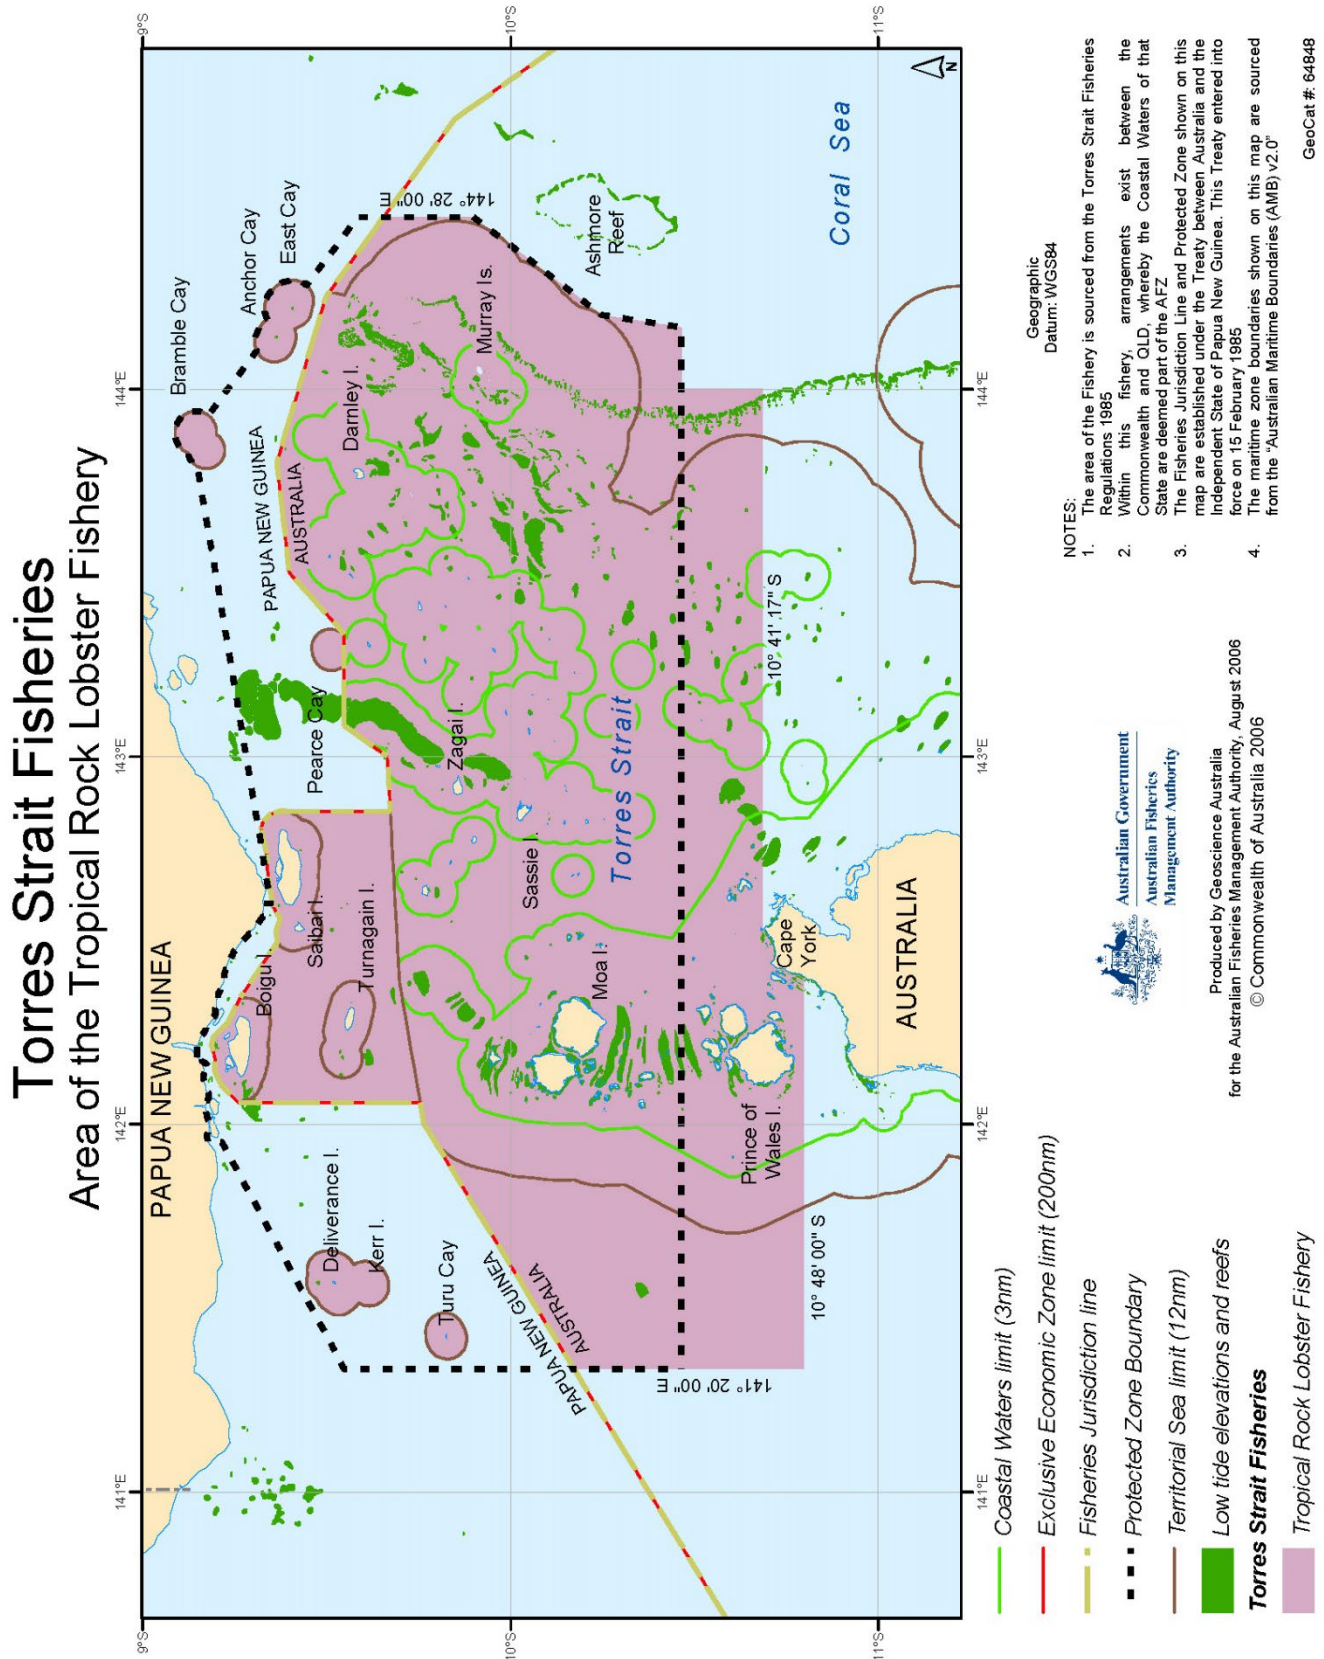 Torres Strait Fisheries
Area of the Tropical Rock Lobster Fishery
141°E
142°E
143°E
144°E
9°S
9°S
10°S
10°S
11°S
11°S
PAPUA NEW GUINEA
Bramble Cay
Anchor Cay
East Cay
Boigu I.
Saibai I.
Turnagain I.
Pearce Cay
PAPUA NEW GUINEA
AUSTRALIA
Darnley I.
144° 28' 00" E
Deliverance I.
Kerr I.
Turu Cay
Zagai I.
Murray Is.
PAPUA NEW GUINEA
AUSTRALIA
Sassie I.
Torres Strait
Ashmore
Reef
Moa I.
141° 20' 00" E
Prince of
Wales I.
Cape
York
10° 41' 17" S
10° 48' 00" S
Coral Sea
AUSTRALIA
N
141°E
142°E
143°E
144°E
Coastal Waters limit (3nm)
Exclusive Economic Zone limit (200nm)
Fisheries Jurisdiction line
Protected Zone Boundary
Territorial Sea limit (12nm)
Low tide elevations and reefs
Torres Strait Fisheries
Tropical Rock Lobster Fishery
Australian Government
Australian Fisheries
Management Authority
Produced by Geoscience Australia
for the Australian Fisheries Management Authority, August 2006
© Commonwealth of Australia 2006
Geographic
Datum: WGS84
NOTES:
1. The area of the Fishery is sourced from the Torres Strait Fisheries
Regulations 1985
2. Within this fishery, arrangements exist between the
Commonwealth and QLD, whereby the Coastal Waters of that
State are deemed part of the AFZ
3. The Fisheries Jurisdiction Line and Protected Zone shown on this
map are established under the Treaty between Australia and the
Independent State of Papua New Guinea. This Treaty entered into
force on 15 February 1985
4. The maritime zone boundaries shown on this map are sourced
from the "Australian Maritime Boundaries (AMB) v2.0"
GeoCat #: 64848